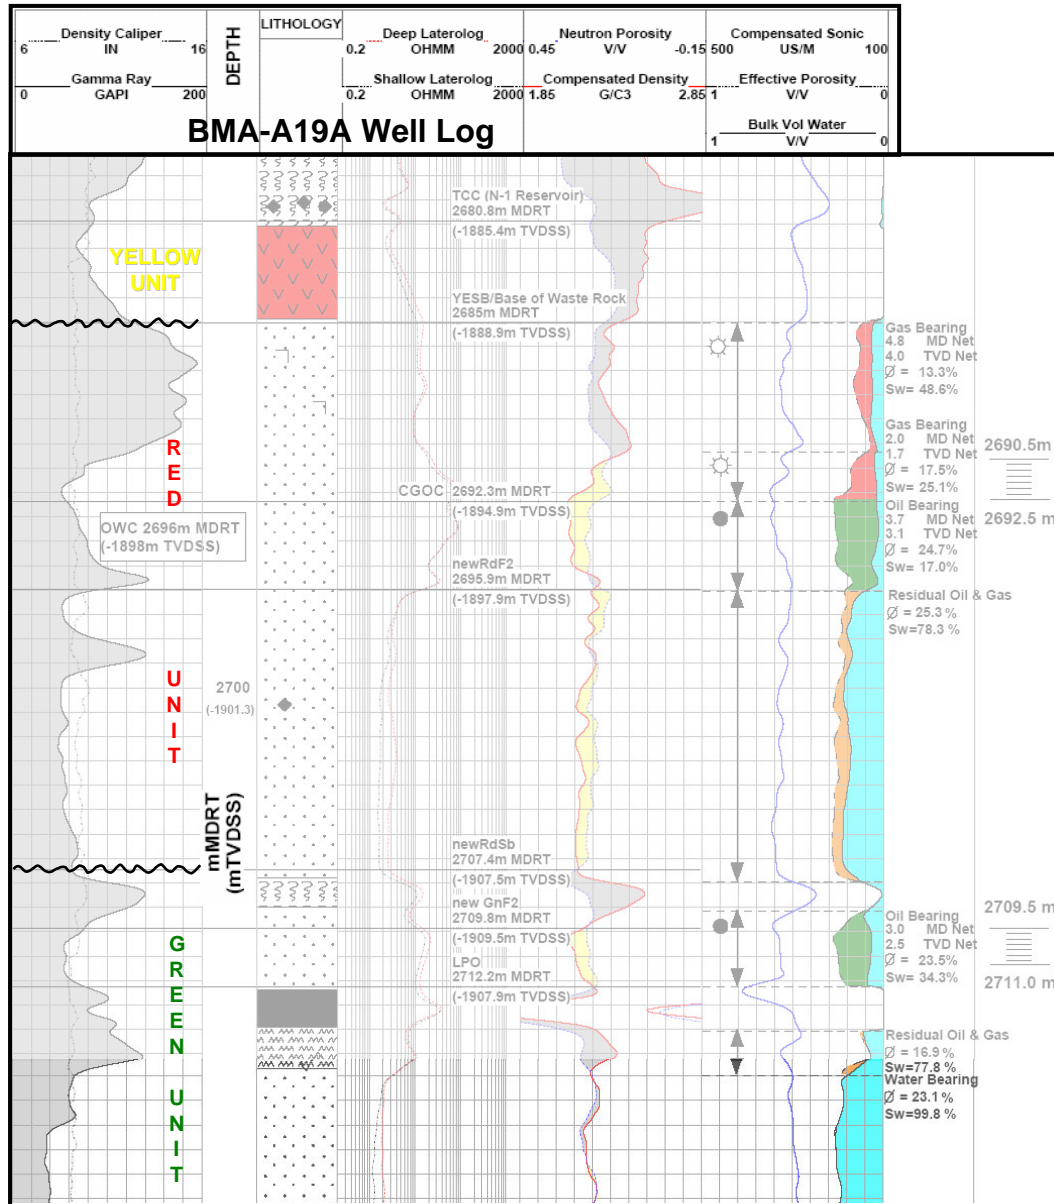 Density Caliper
6 IN 16
Gamma Ray
0 GAPI 200
DEPTH
LITHOLOGY
Deep Laterolog
0.2 OHMM 2000
Shallow Laterolog
0.2 OHMM 2000
Neutron Porosity
0.45 V/V -0.15
Compensated Density
1.85 G/C3 2.85
Compensated Sonic
500 US/M 100
Effective Porosity
1 V/V 0
Bulk Vol Water
1 V/V 0
BMA-A19A Well Log
TCC (N-1 Reservoir)
2680.8m MDRT
(-1885.4m TVDSS)
YELLOW
UNIT
YESB/Base of Waste Rock
2685m MDRT
(-1888.9m TVDSS)
Gas Bearing
4.8 MD Net
4.0 TVD Net
Ø = 13.3%
Sw= 48.6%
Gas Bearing
2.0 MD Net
1.7 TVD Net
Ø = 17.5%
Sw= 25.1%
2690.5m
RED
UNIT
CGOC 2692.3m MDRT
(-1894.9m TVDSS)
Oil Bearing
3.7 MD Net
3.1 TVD Net
Ø = 24.7%
Sw= 17.0%
2692.5 m
OWC 2696m MDRT
(-1898m TVDSS)
newRdF2
2695.9m MDRT
(-1897.9m TVDSS)
Residual Oil & Gas
Ø = 25.3 %
Sw=78.3 %
2700
(-1901.3)
mMDRT
(mTVDSS)
newRdSb
2707.4m MDRT
(-1907.5m TVDSS)
new GnF2
2709.8m MDRT
(-1909.5m TVDSS)
2709.5 m
Oil Bearing
3.0 MD Net
2.5 TVD Net
Ø = 23.5%
Sw= 34.3%
GREEN
UNIT
LPO
2712.2m MDRT
(-1907.9m TVDSS)
2711.0 m
Residual Oil & Gas
Ø = 16.9 %
Sw=77.8 %
Water Bearing
Ø = 23.1 %
Sw=99.8 %